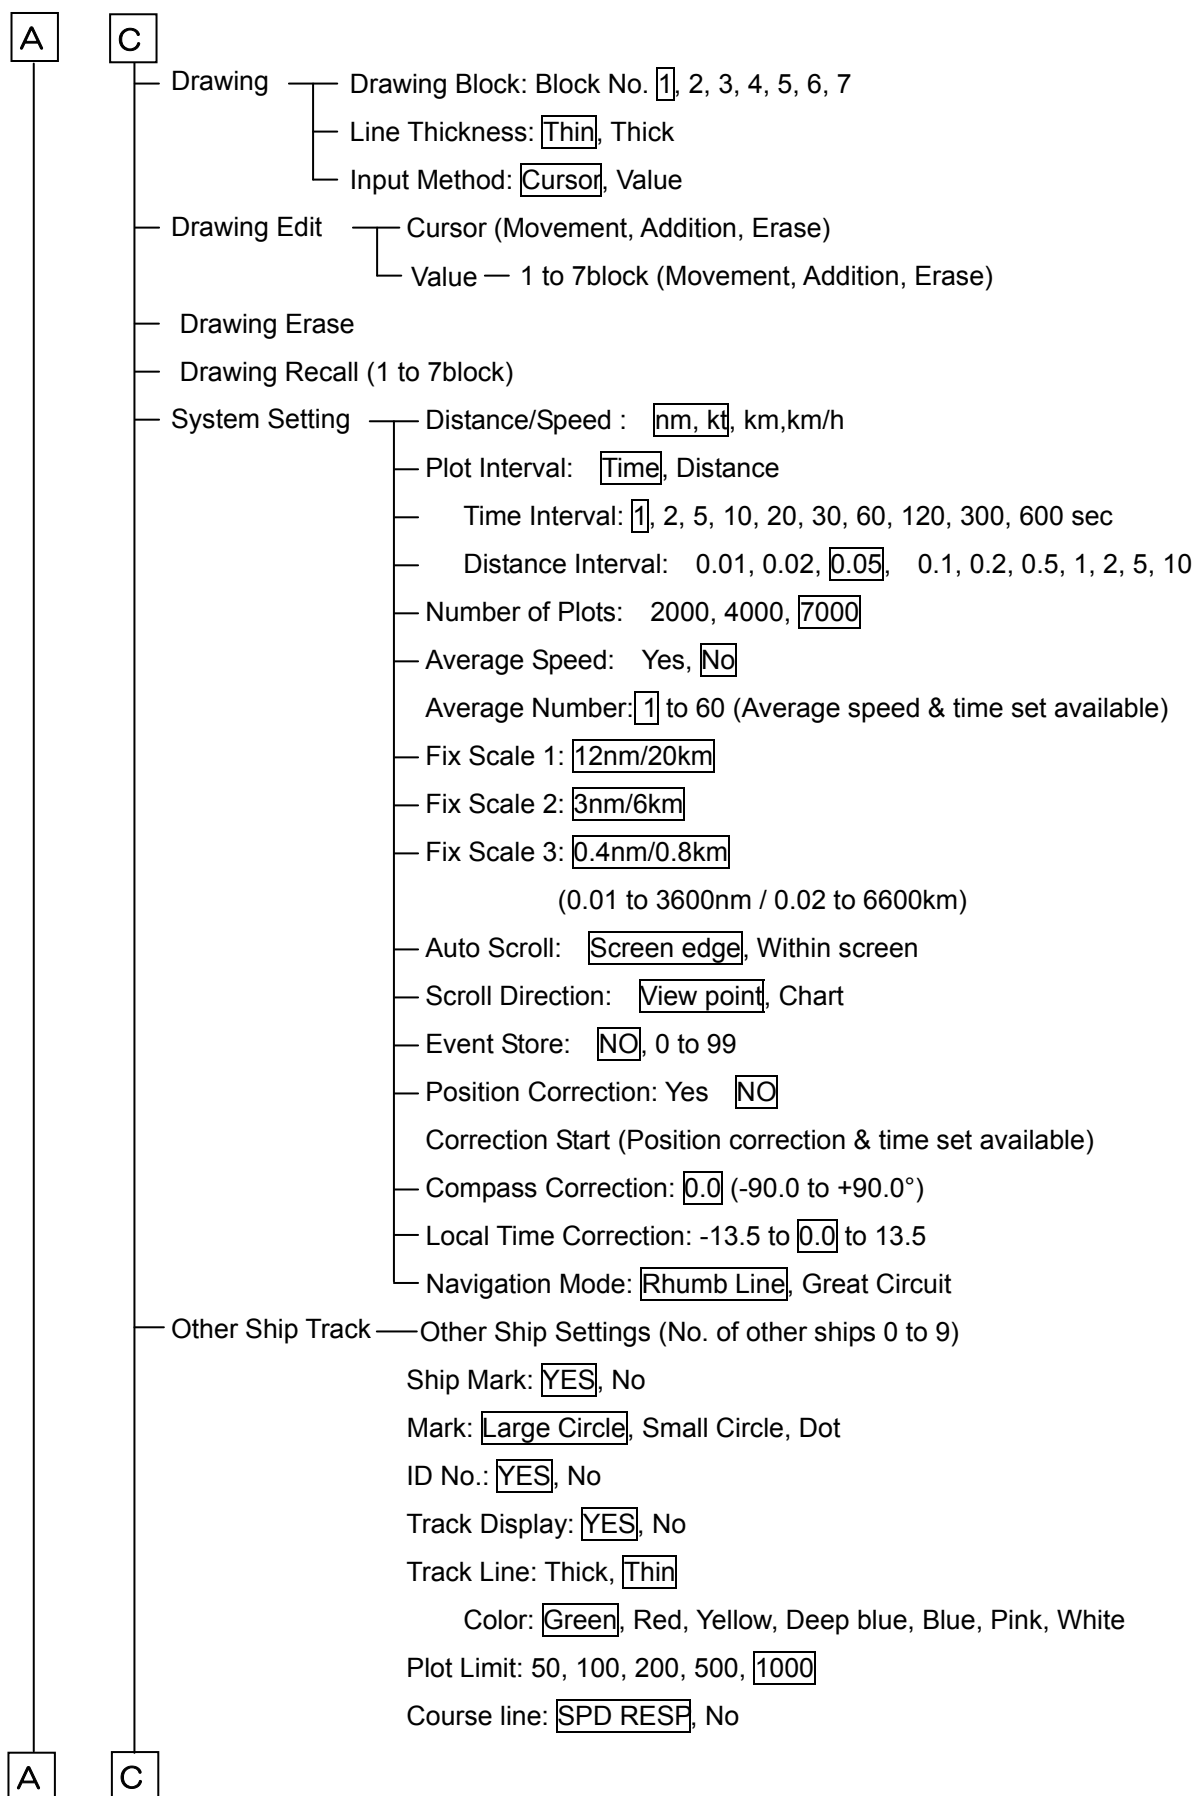 A C
Drawing Drawing Block: Block No. 1, 2, 3, 4, 5, 6, 7
Line Thickness: Thin, Thick
Input Method: Cursor, Value
Drawing Edit Cursor (Movement, Addition, Erase)
Value 1 to 7block (Movement, Addition, Erase)
Drawing Erase
Drawing Recall (1 to 7block)
System Setting Distance/Speed : nm, kt, km,km/h
Plot Interval: Time, Distance
Time Interval: 1, 2, 5, 10, 20, 30, 60, 120, 300, 600 sec
Distance Interval: 0.01, 0.02, 0.05, 0.1, 0.2, 0.5, 1, 2, 5, 10
Number of Plots: 2000, 4000, 7000
Average Speed: Yes, No
Average Number: 1 to 60 (Average speed & time set available)
Fix Scale 1: 12nm/20km
Fix Scale 2: 3nm/6km
Fix Scale 3: 0.4nm/0.8km
(0.01 to 3600nm / 0.02 to 6600km)
Auto Scroll: Screen edge, Within screen
Scroll Direction: View point, Chart
Event Store: NO, 0 to 99
Position Correction: Yes NO
Correction Start (Position correction & time set available)
Compass Correction: 0.0 (-90.0 to +90.0°)
Local Time Correction: -13.5 to 0.0 to 13.5
Navigation Mode: Rhumb Line, Great Circuit
Other Ship Track Other Ship Settings (No. of other ships 0 to 9)
Ship Mark: YES, No
Mark: Large Circle, Small Circle, Dot
ID No.: YES, No
Track Display: YES, No
Track Line: Thick, Thin
Color: Green, Red, Yellow, Deep blue, Blue, Pink, White
Plot Limit: 50, 100, 200, 500, 1000
Course line: SPD RESP, No
A C